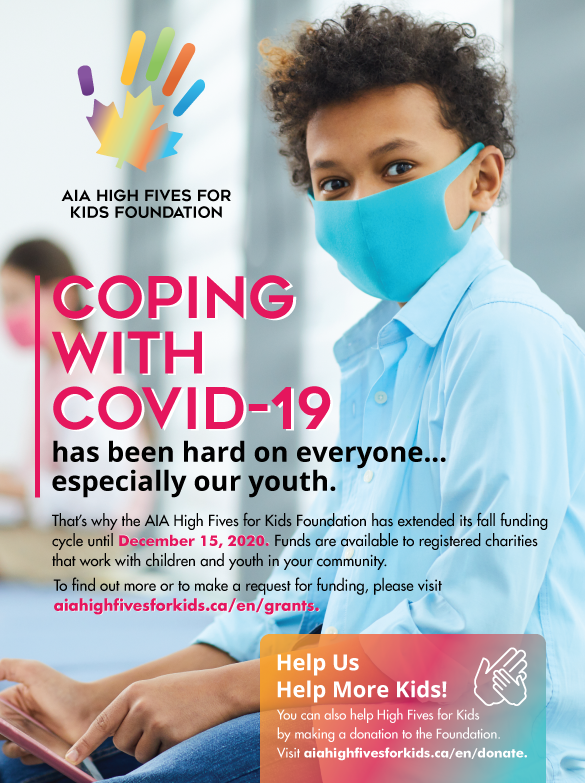 AIA HIGH FIVES FOR
KIDS FOUNDATION
COPING
WITH
COVID-19
has been hard on everyone...
especially our youth.
That's why the AIA High Fives for Kids Foundation has extended its fall funding
cycle until December 15, 2020. Funds are available to registered charities
that work with children and youth in your community.
To find out more or to make a request for funding, please visit
aiahighfivesforkids.ca/en/grants.
Help Us
Help More Kids!
You can also help High Fives for Kids
by making a donation to the Foundation.
Visit aiahighfivesforkids.ca/en/donate.